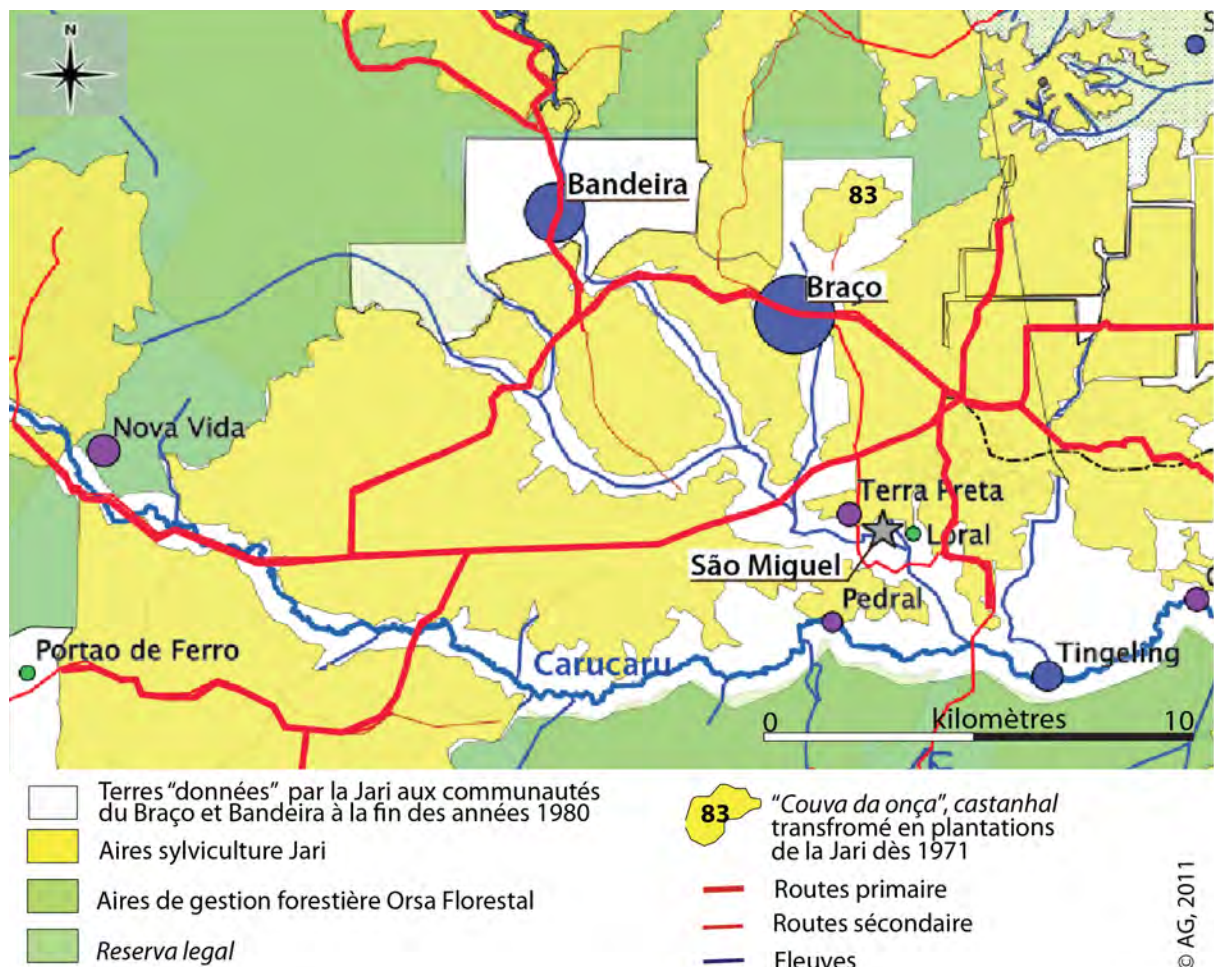 N
S
Bandeira
83
Braço
Nova Vida
Terra Preta
Loral
São Miguel
Pedral
Portao de Ferro
Carucaru
Tingeling
0 kilomètres 10
Terres “données” par la Jari aux communautés
du Braço et Bandeira à la fin des années 1980
Aires sylviculture Jari
Aires de gestion forestière Orsa Florestal
Reserva legal
83
“Couva da onça”, castanhal
transfromé en plantations
de la Jari dès 1971
Routes primaire
Routes sécondaire
Fleuves
© AG, 2011